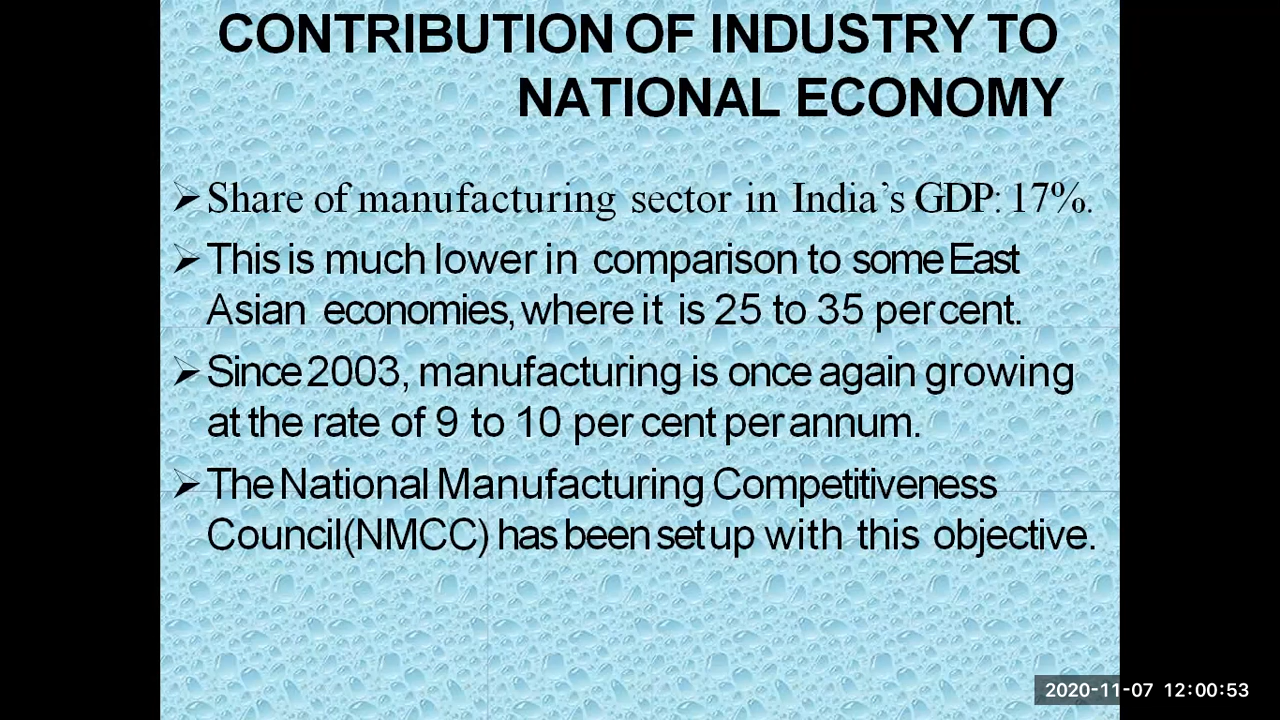 CONTRIBUTION OF INDUSTRY TO
NATIONAL ECONOMY
➢ Share of manufacturing sector in India’s GDP: 17%.
➢ This is much lower in comparison to some East
Asian economies, where it is 25 to 35 per cent.
➢ Since 2003, manufacturing is once again growing
at the rate of 9 to 10 per cent per annum.
➢ The National Manufacturing Competitiveness
Council(NMCC) has been set up with this objective.
2020-11-07 12:00:53